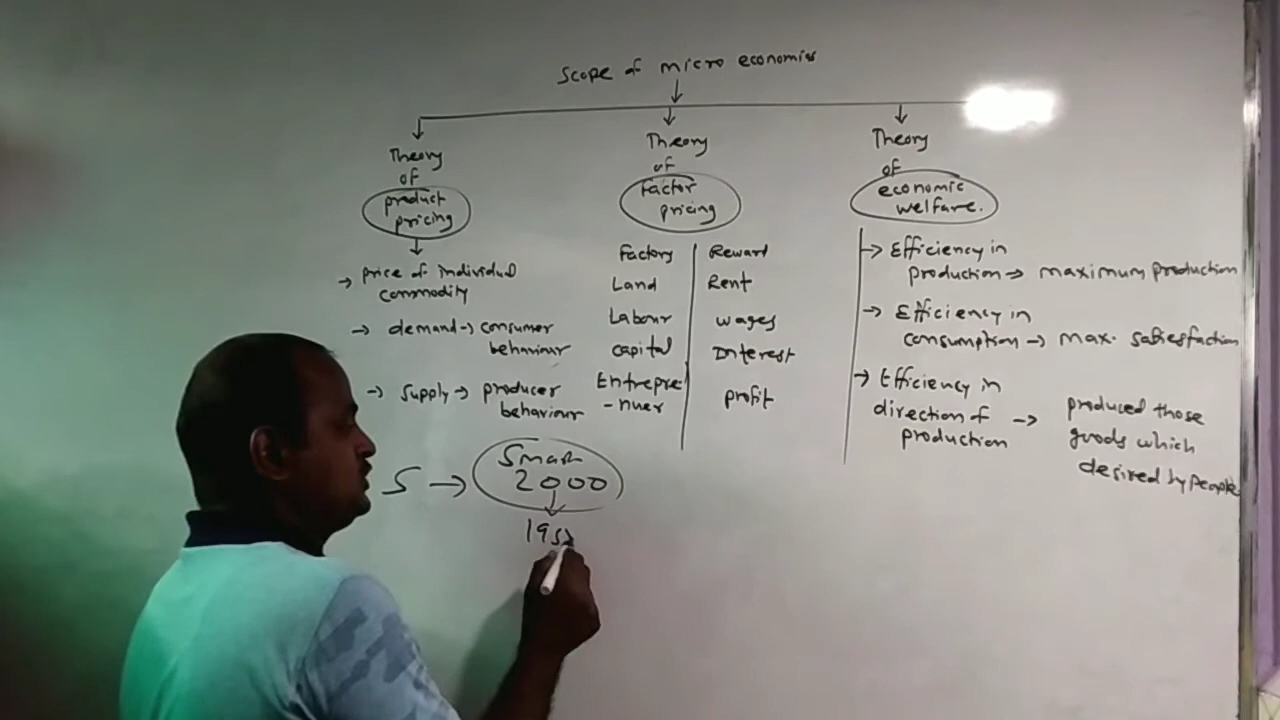 Scope of micro economics
Theory
of
product
pricing
→ price of individual
commodity
→ demand → consumer
behaviour
→ supply → producer
behaviour
Theory
of
factor
pricing
Factory | Reward
Land | Rent
Labour | wages
capital | Interest
Entrepre | profit
-nuer
Theory
of
economic
welfare.
→ Efficiency in
production → maximum production
→ Efficiency in
consumption → max. satisfaction
→ Efficiency in
direction of
production →
produced those
goods which
desired by people
S →
2000